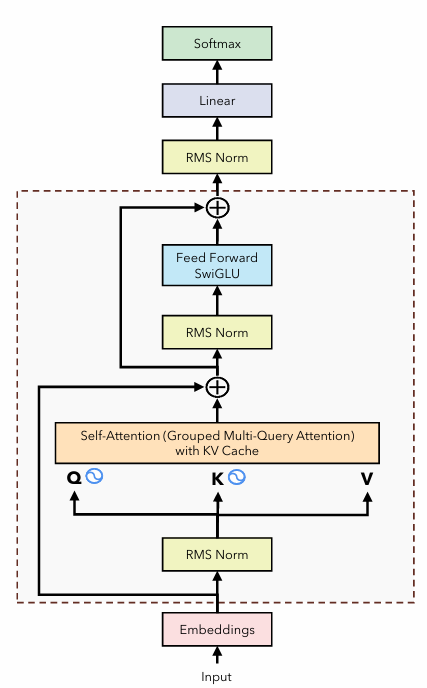 Softmax
Linear
RMS Norm
Feed Forward
SwiGLU
RMS Norm
Self-Attention (Grouped Multi-Query Attention)
with KV Cache
Q K V
RMS Norm
Embeddings
Input